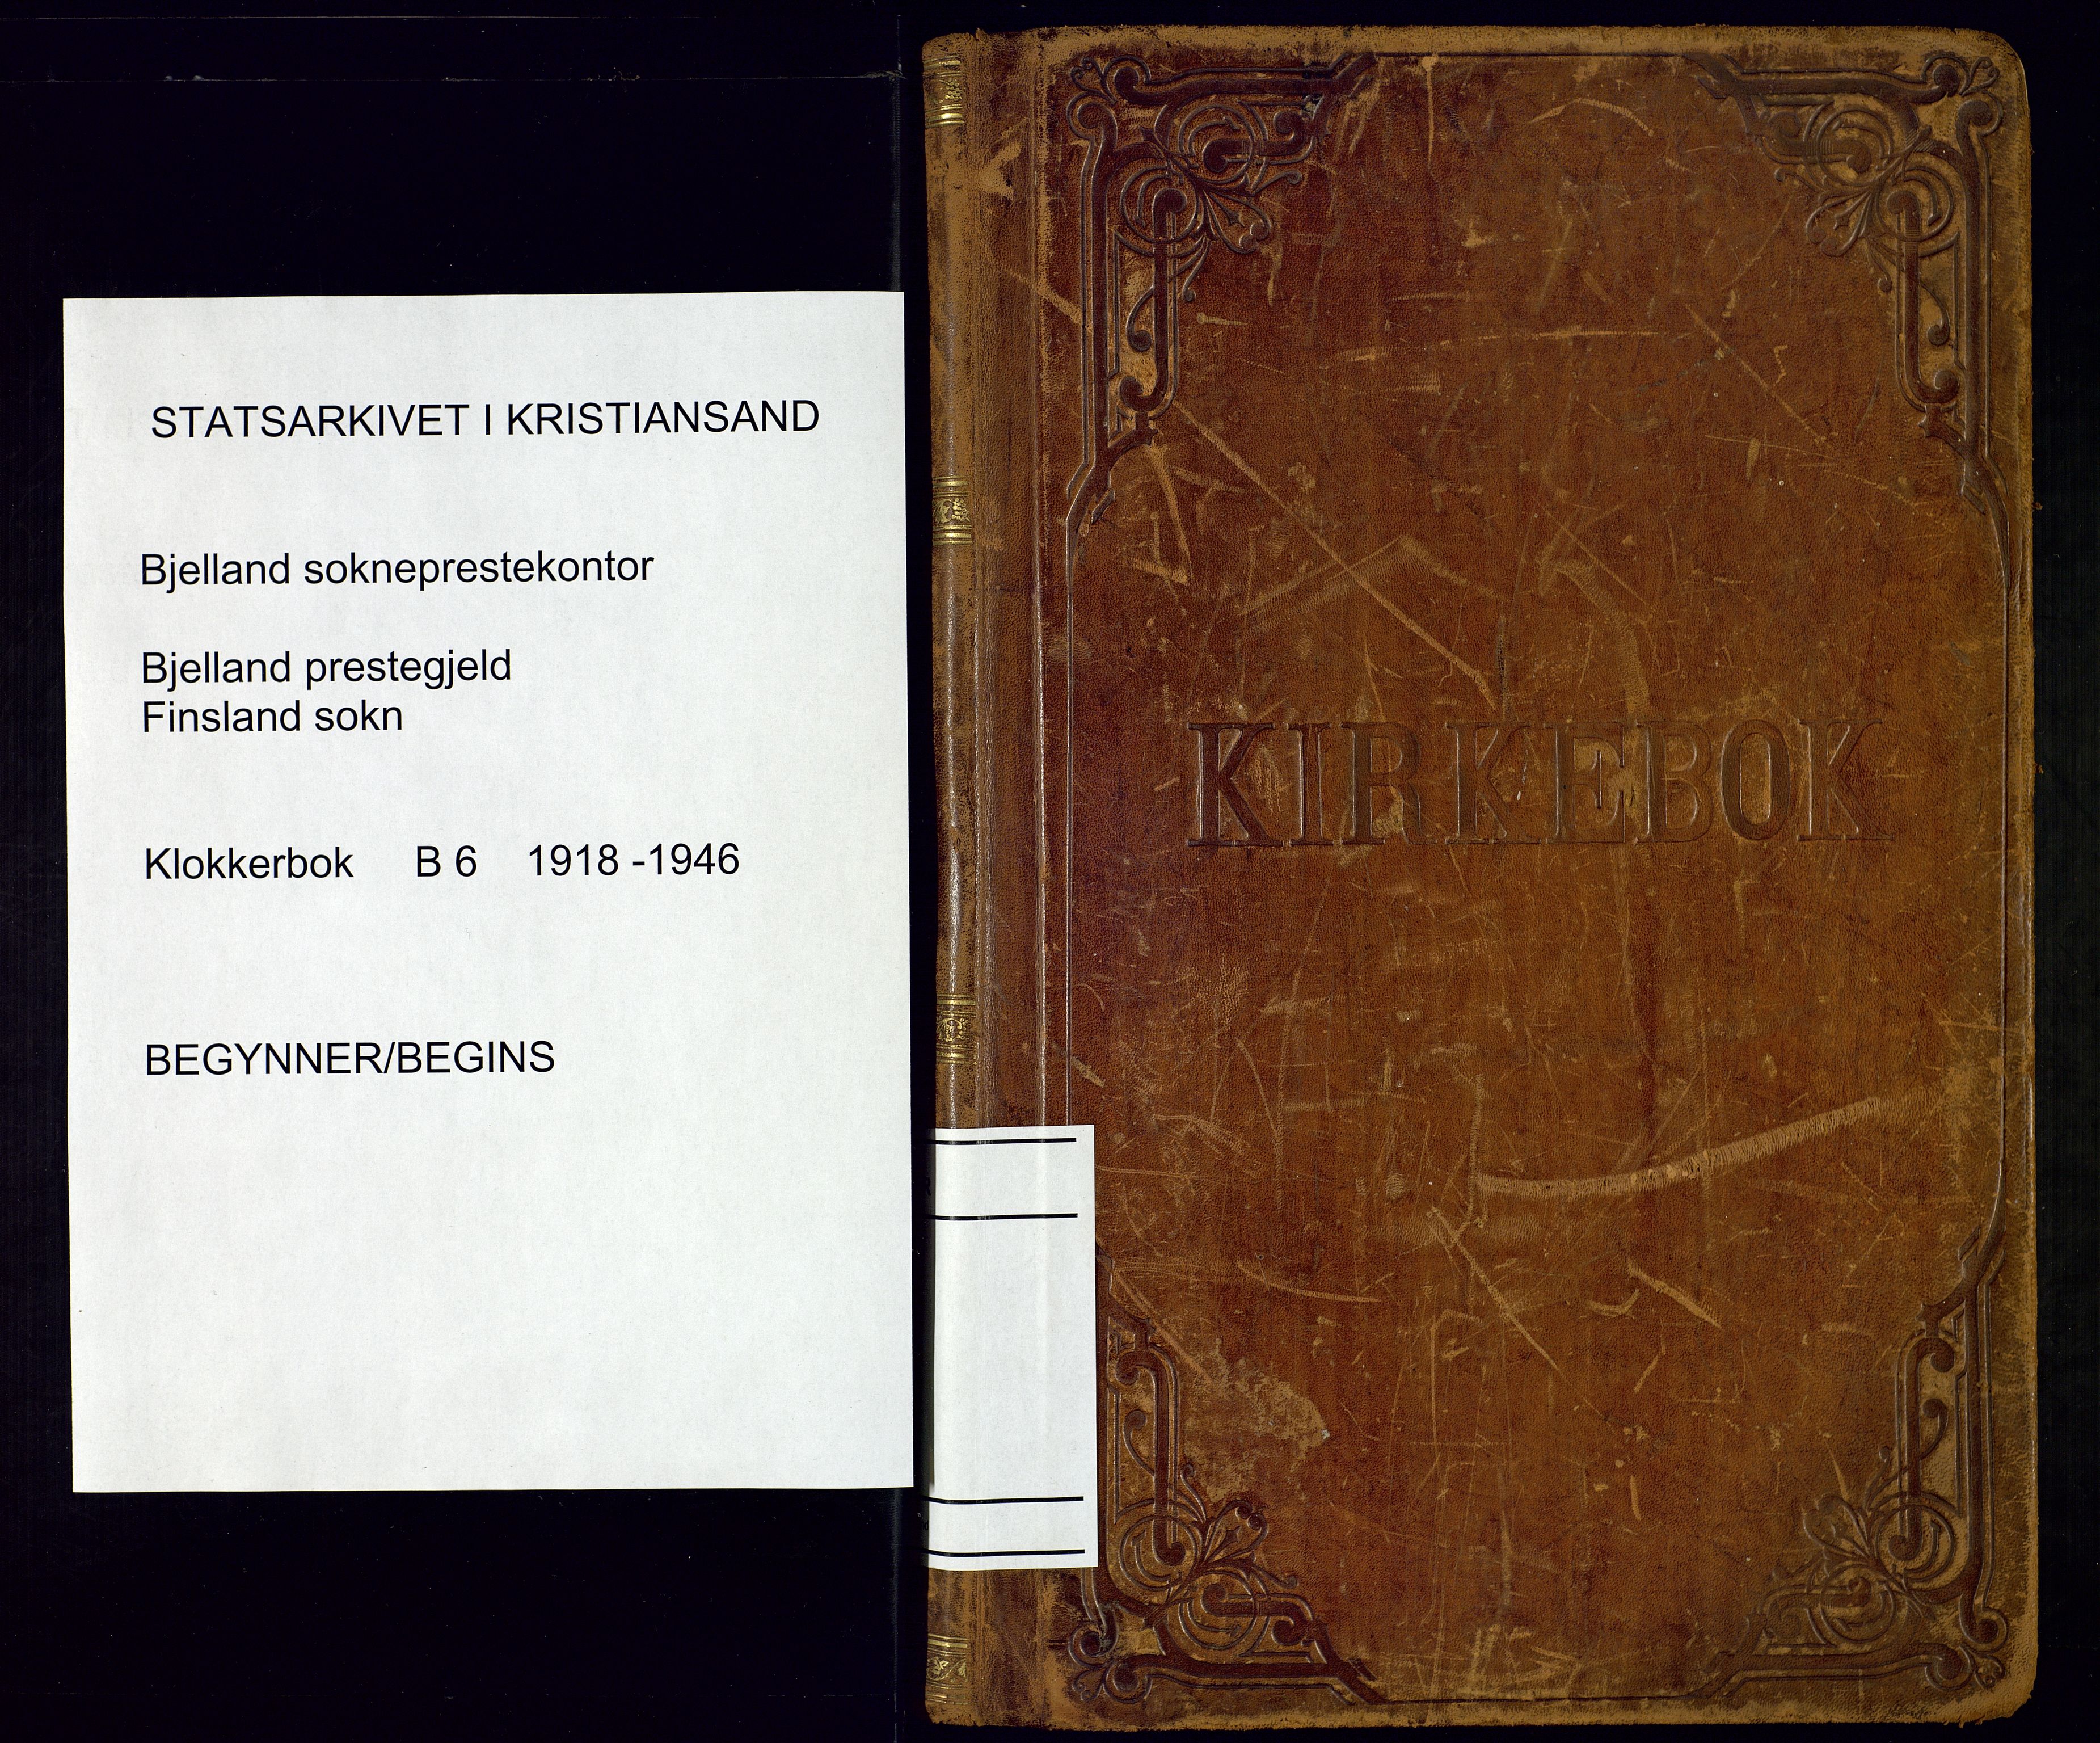 STATSARKIVET I KRISTIANSAND
Bjelland sokneprestekontor
Bjelland prestegjeld
Finsland sokn
Klokkerbok B 6 1918 -1946
BEGYNNER/BEGINS
KIRKEBOK